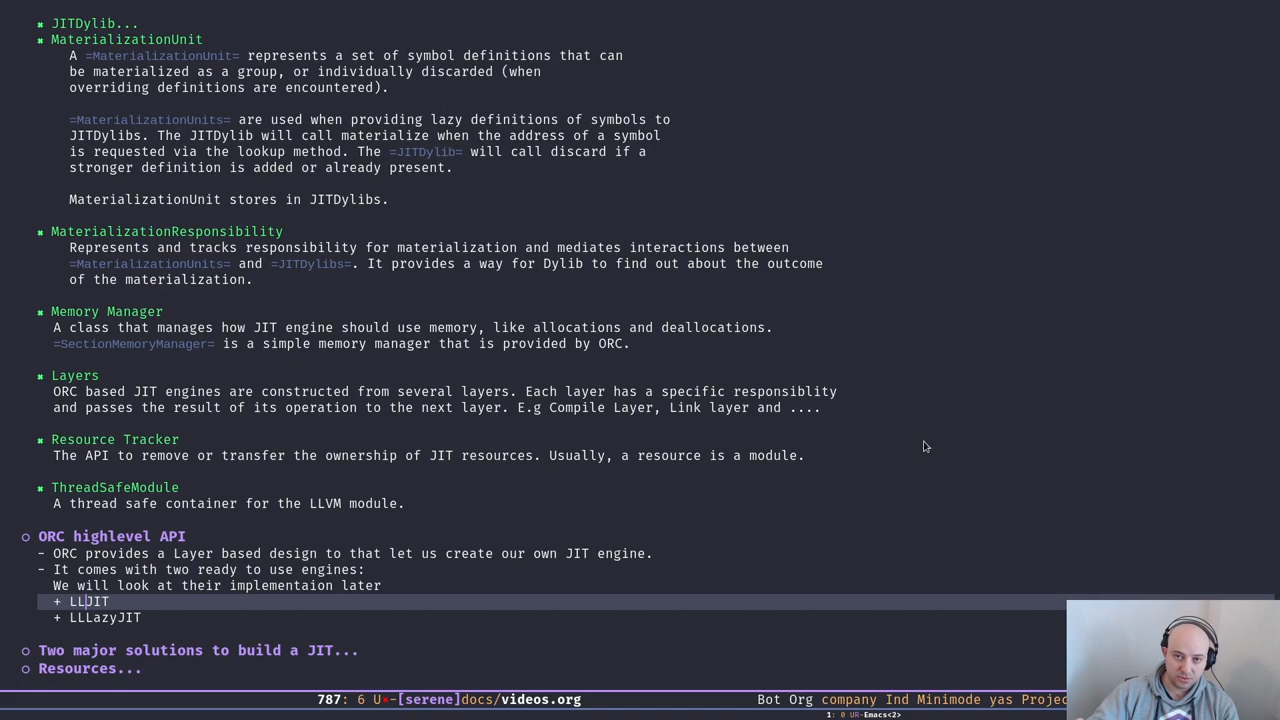 JITDylib...
MaterializationUnit
A =MaterializationUnit= represents a set of symbol definitions that can
be materialized as a group, or individually discarded (when
overriding definitions are encountered).
=MaterializationUnits= are used when providing lazy definitions of symbols to
JITDylibs. The JITDylib will call materialize when the address of a symbol
is requested via the lookup method. The =JITDylib= will call discard if a
stronger definition is added or already present.
MaterializationUnit stores in JITDylibs.
MaterializationResponsibility
Represents and tracks responsibility for materialization and mediates interactions between
=MaterializationUnits= and =JITDylibs=. It provides a way for Dylib to find out about the outcome
of the materialization.
Memory Manager
A class that manages how JIT engine should use memory, like allocations and deallocations.
=SectionMemoryManager= is a simple memory manager that is provided by ORC.
Layers
ORC based JIT engines are constructed from several layers. Each layer has a specific responsiblity
and passes the result of its operation to the next layer. E.g Compile Layer, Link layer and ....
Resource Tracker
The API to remove or transfer the ownership of JIT resources. Usually, a resource is a module.
ThreadSafeModule
A thread safe container for the LLVM module.
ORC highlevel API
- ORC provides a Layer based design to that let us create our own JIT engine.
- It comes with two ready to use engines:
We will look at their implementaion later
+ LLJIT
+ LLLazyJIT
Two major solutions to build a JIT...
Resources...
787: 6 U•-[serene]docs/videos.org Bot Org company Ind Minimode yas Projec
1: 0 UR-Emacs<2>